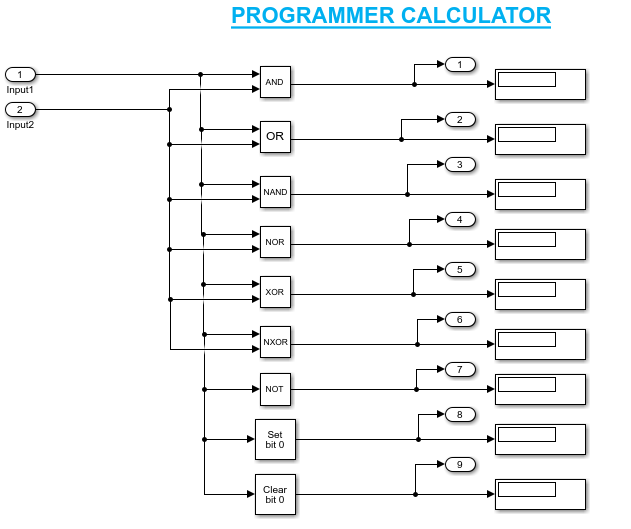 PROGRAMMER CALCULATOR
1
Input1
2
Input2
AND
1
OR
2
NAND
3
NOR
4
XOR
5
NXOR
6
NOT
7
Set
bit 0
8
Clear
bit 0
9